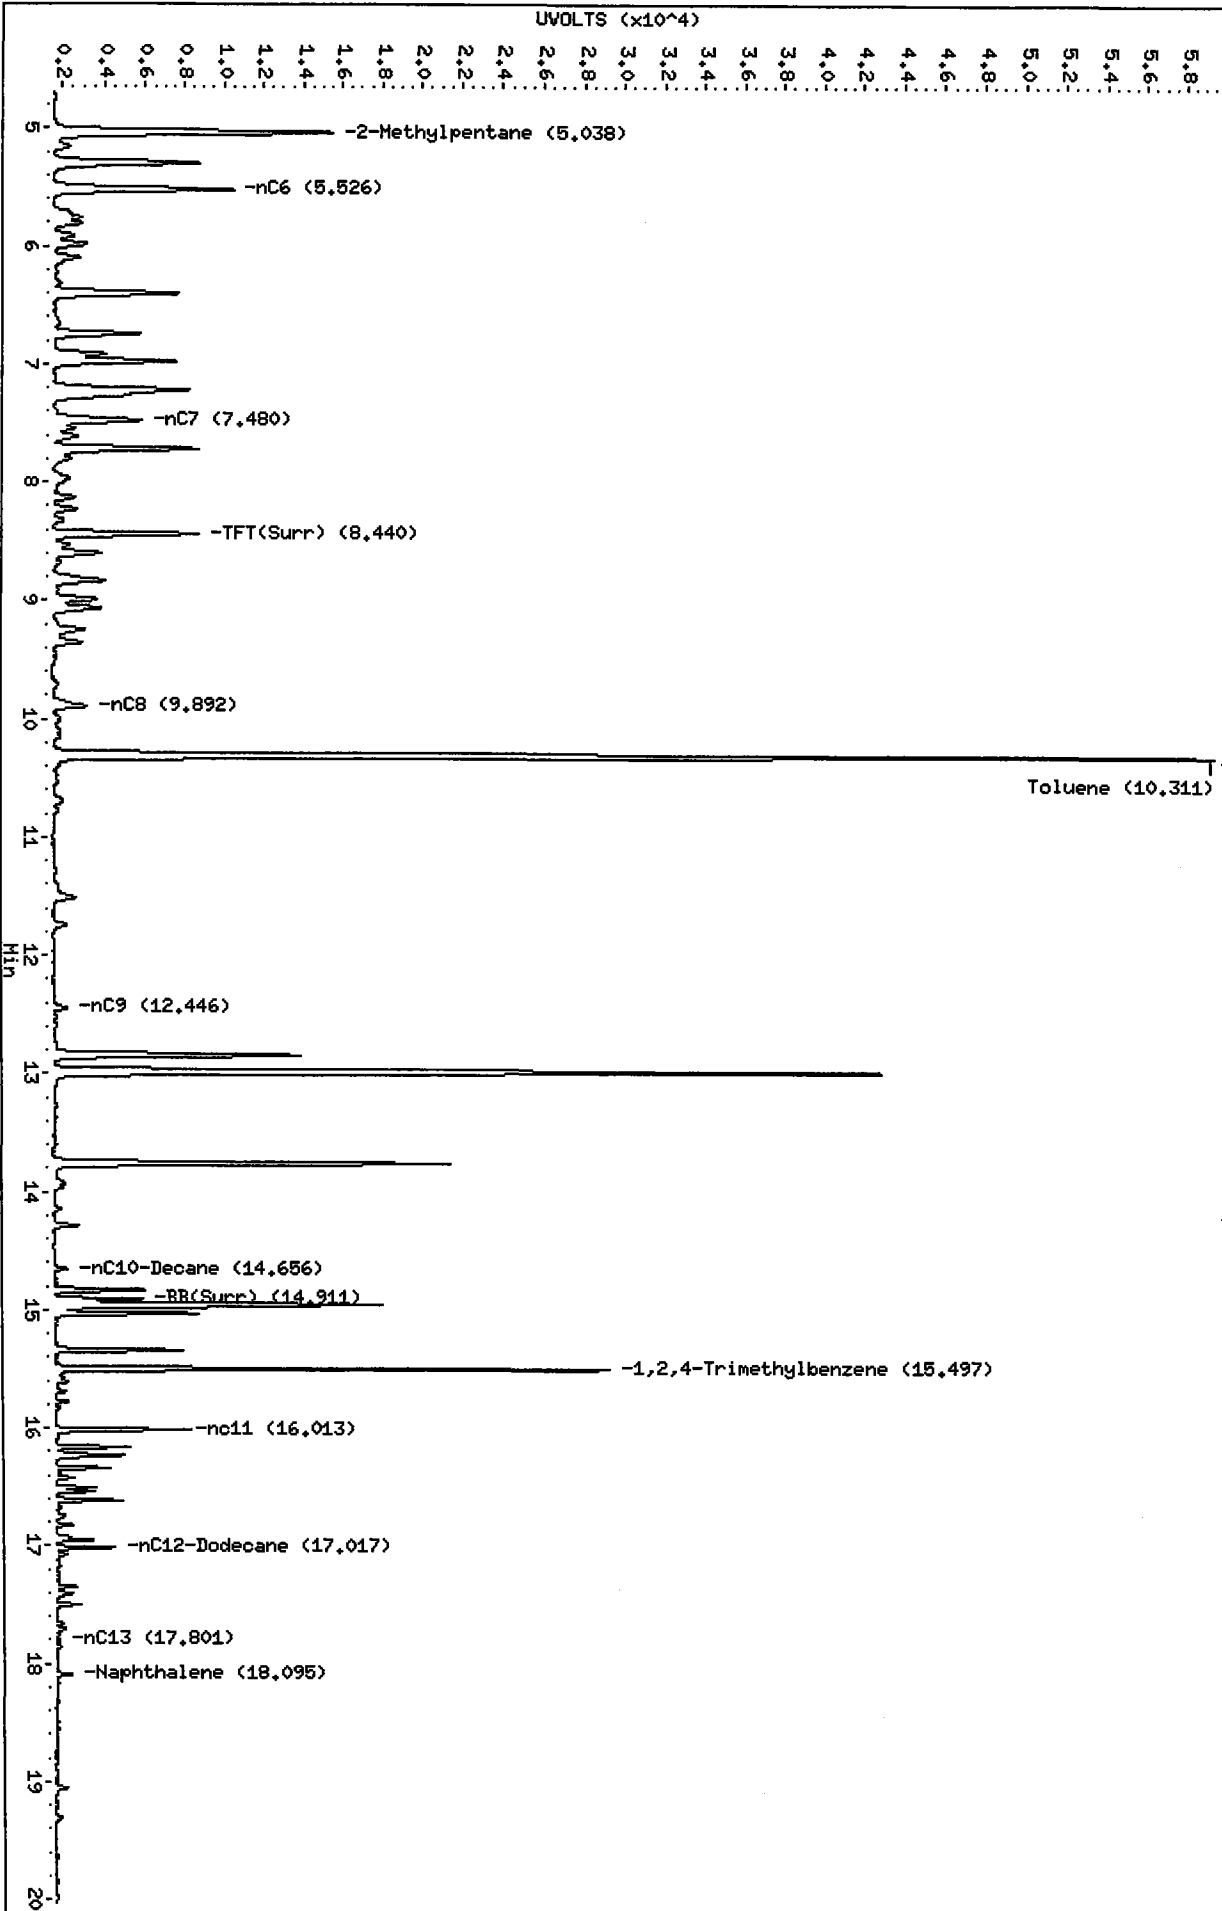 UVOLTS (x10^4)
0.2
0.4
0.6
0.8
1.0
1.2
1.4
1.6
1.8
2.0
2.2
2.4
2.6
2.8
3.0
3.2
3.4
3.6
3.8
4.0
4.2
4.4
4.6
4.8
5.0
5.2
5.4
5.6
5.8
5
-2-Methylpentane (5.038)
-nC6 (5.526)
6
7
-nC7 (7.480)
8
-TFT(Surr) (8.440)
9
-nC8 (9.892)
10
Toluene (10.311)
11
12
Min
-nC9 (12.446)
13
14
-nC10-Decane (14.656)
-BB(Surr) (14.911)
15
-1,2,4-Trimethylbenzene (15.497)
16
-nc11 (16.013)
17
-nC12-Dodecane (17.017)
-nC13 (17.801)
18
-Naphthalene (18.095)
19
20